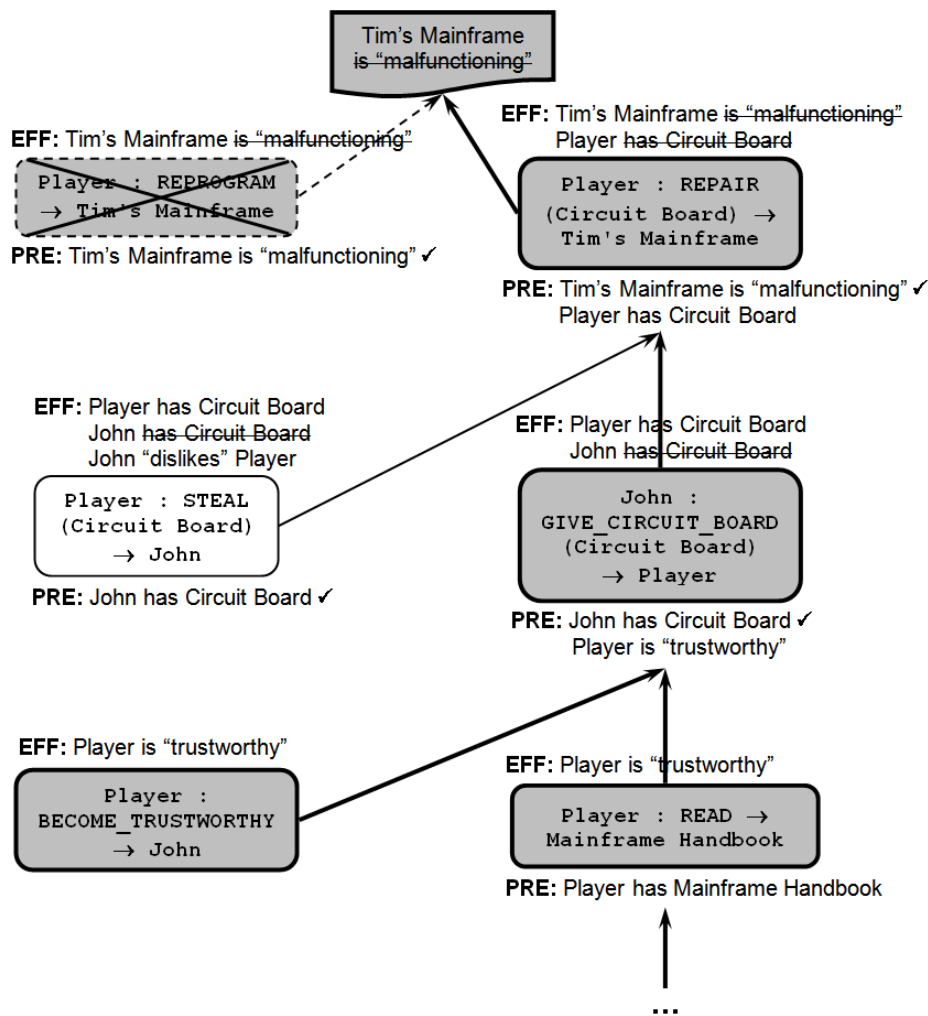 Tim's Mainframe
is “malfunctioning”
EFF: Tim’s Mainframe is “malfunctioning”
Player : REPROGRAM
→ Tim's Mainframe
PRE: Tim’s Mainframe is “malfunctioning” ✓
EFF: Tim’s Mainframe is “malfunctioning”
Player has Circuit Board
Player : REPAIR
(Circuit Board) →
Tim's Mainframe
PRE: Tim’s Mainframe is “malfunctioning” ✓
Player has Circuit Board
EFF: Player has Circuit Board
John has Circuit Board
John “dislikes” Player
Player : STEAL
(Circuit Board)
→ John
PRE: John has Circuit Board ✓
EFF: Player has Circuit Board
John has Circuit Board
John :
GIVE_CIRCUIT_BOARD
(Circuit Board)
→ Player
PRE: John has Circuit Board ✓
Player is “trustworthy”
EFF: Player is “trustworthy”
Player :
BECOME_TRUSTWORTHY
→ John
EFF: Player is “trustworthy”
Player : READ →
Mainframe Handbook
PRE: Player has Mainframe Handbook
...